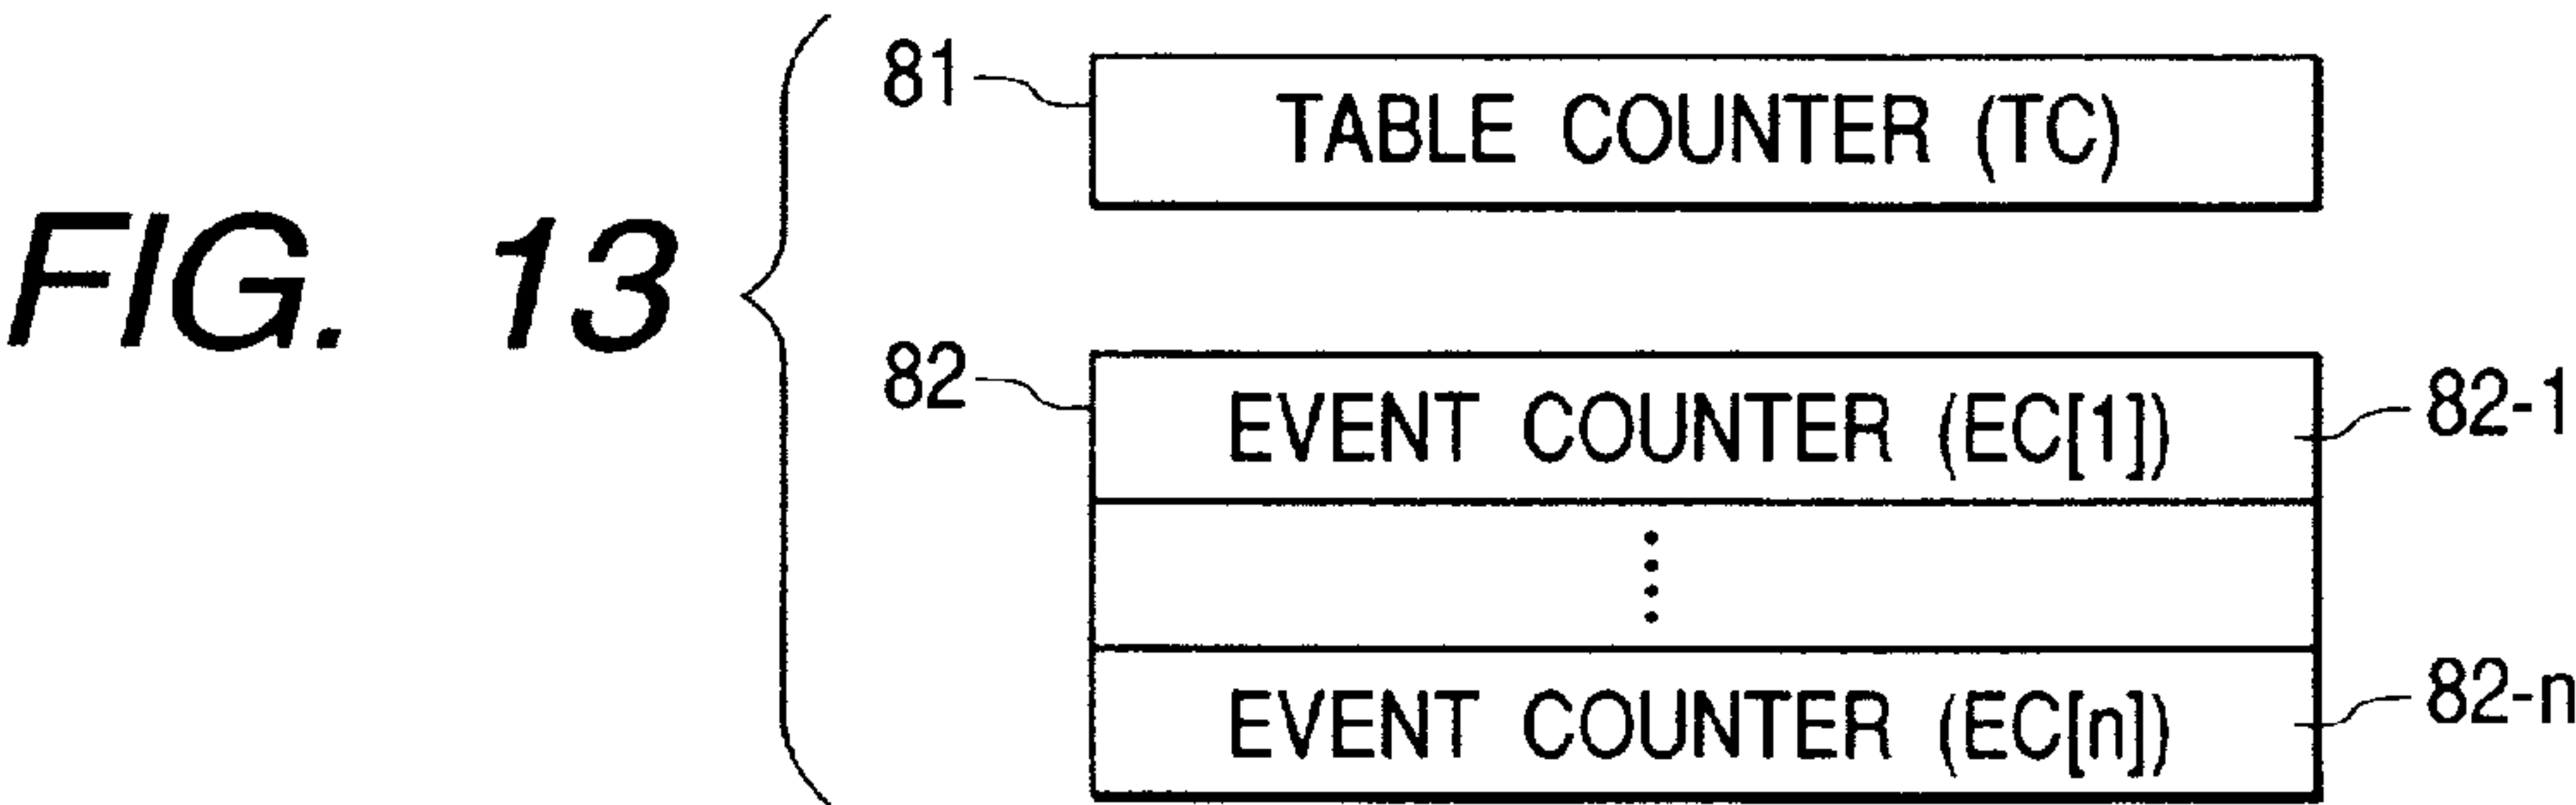 FIG. 13
81
TABLE COUNTER (TC)
82
EVENT COUNTER (EC[1])
82-1
EVENT COUNTER (EC[n])
82-n